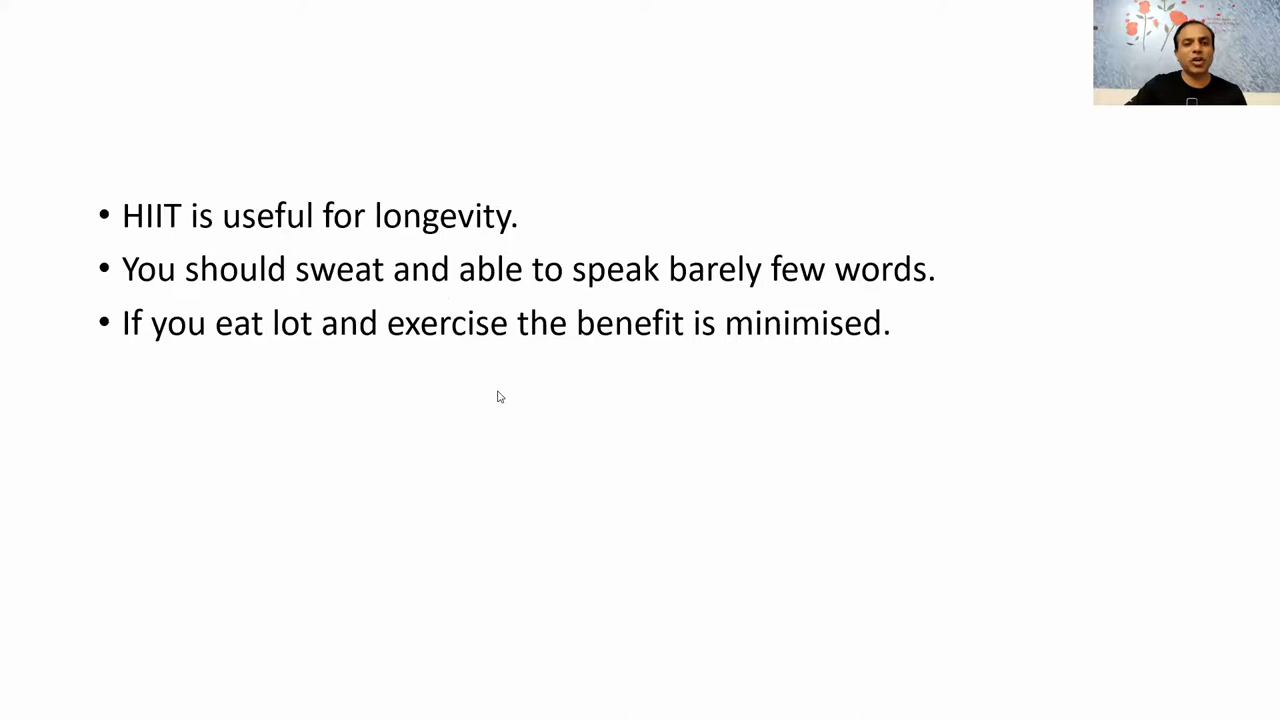 • HIIT is useful for longevity.
• You should sweat and able to speak barely few words.
• If you eat lot and exercise the benefit is minimised.